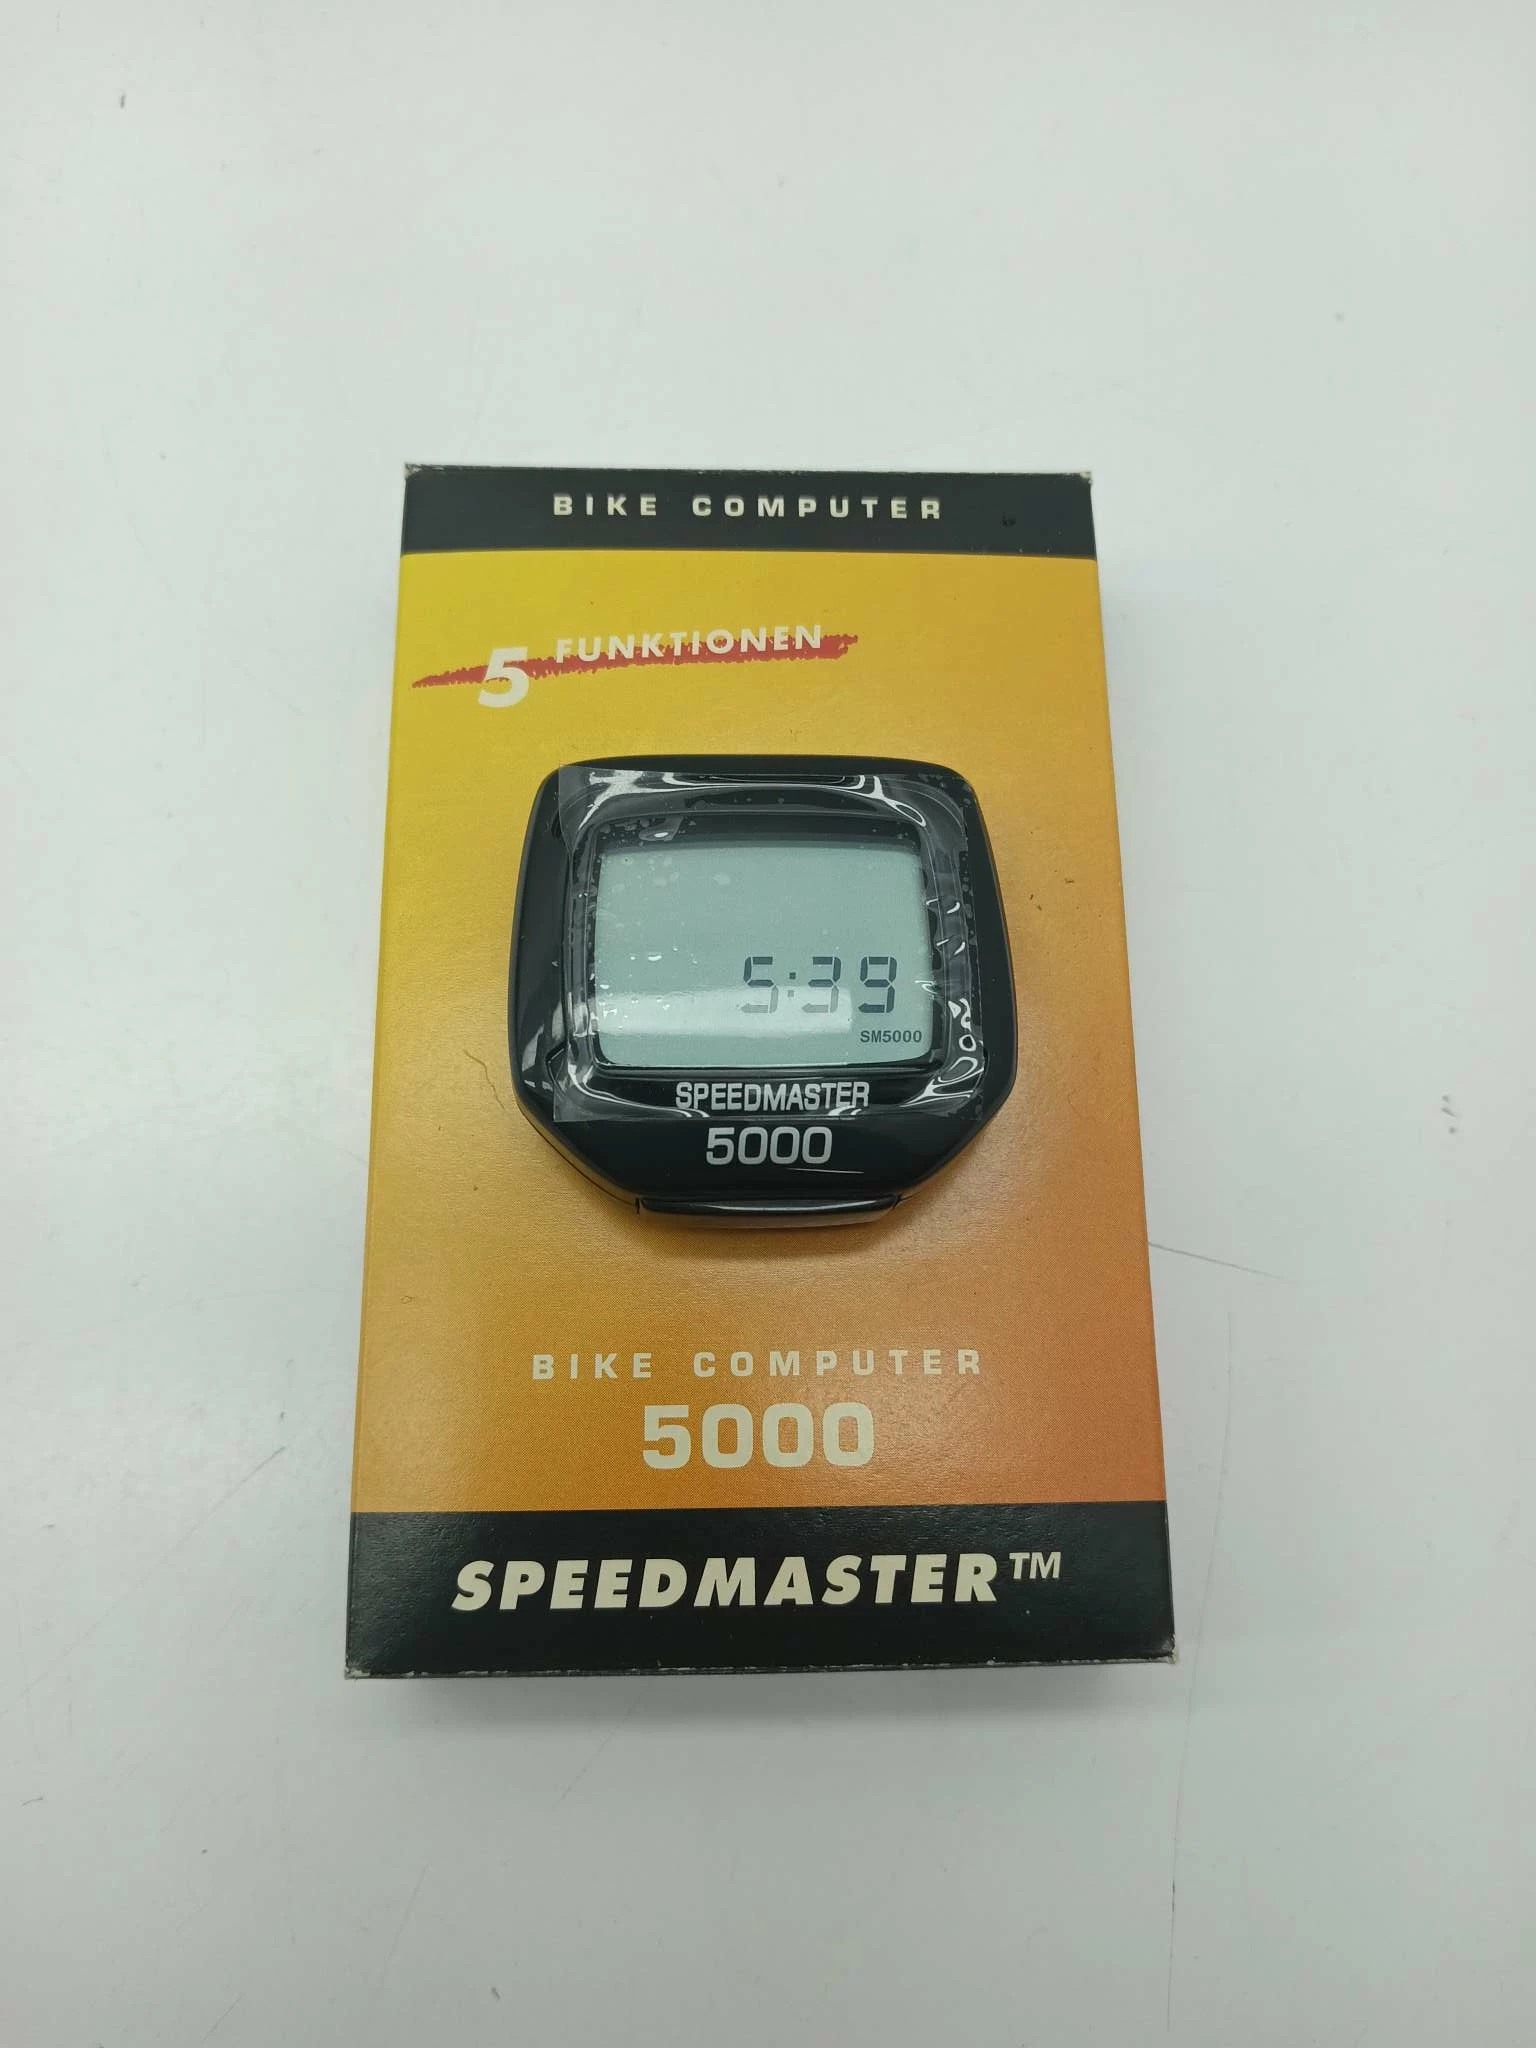 BIKE COMPUTER
5 FUNKTIONEN
5:39
SM5000
SPEEDMASTER
5000
BIKE COMPUTER
5000
SPEEDMASTER™